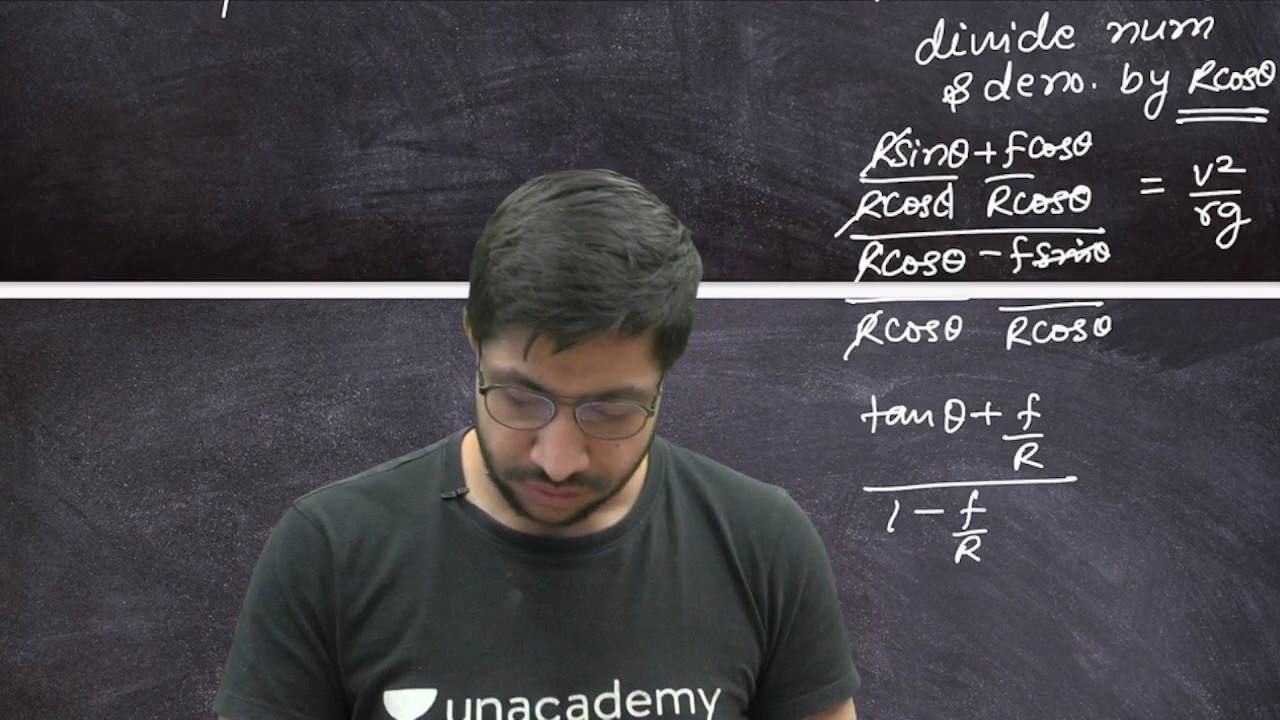 divide num
& deno. by Rcosθ
Rsinθ + fcosθ
Rcosθ Rcosθ
= v²
rg
Rcosθ - fsinθ
Rcosθ Rcosθ
tanθ + f
R
1 - f
R
unacademy